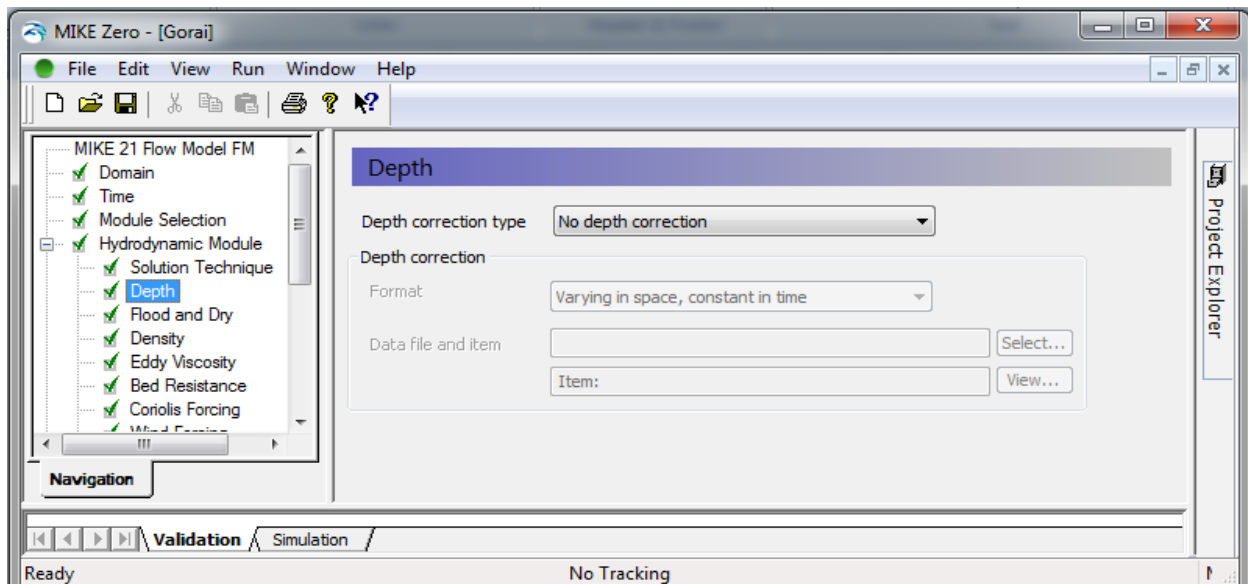 MIKE Zero - [Gorai]
File Edit View Run Window Help
MIKE 21 Flow Model FM
Domain
Time
Module Selection
Hydrodynamic Module
Solution Technique
Depth
Flood and Dry
Density
Eddy Viscosity
Bed Resistance
Coriolis Forcing
Wind Forcing
Navigation
Depth
Depth correction type No depth correction
Depth correction
Format Varying in space, constant in time
Data file and item Select...
Item: View...
Project Explorer
Validation Simulation
Ready No Tracking